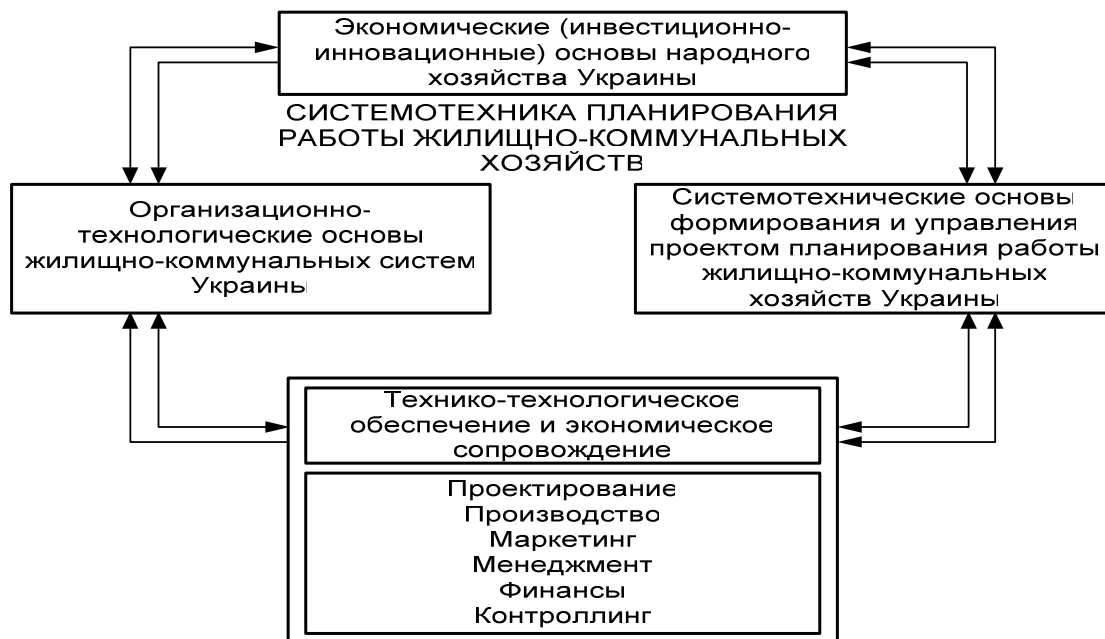 Экономические (инвестиционно-
инновационные) основы народного
хозяйства Украины
СИСТЕМОТЕХНИКА ПЛАНИРОВАНИЯ
РАБОТЫ ЖИЛИЩНО-КОММУНАЛЬНЫХ
ХОЗЯЙСТВ
Организационно-
технологические основы
жилищно-коммунальных систем
Украины
Системотехнические основы
формирования и управления
проектом планирования работы
жилищно-коммунальных
хозяйств Украины
Технико-технологическое
обеспечение и экономическое
сопровождение
Проектирование
Производство
Маркетинг
Менеджмент
Финансы
Контроллинг